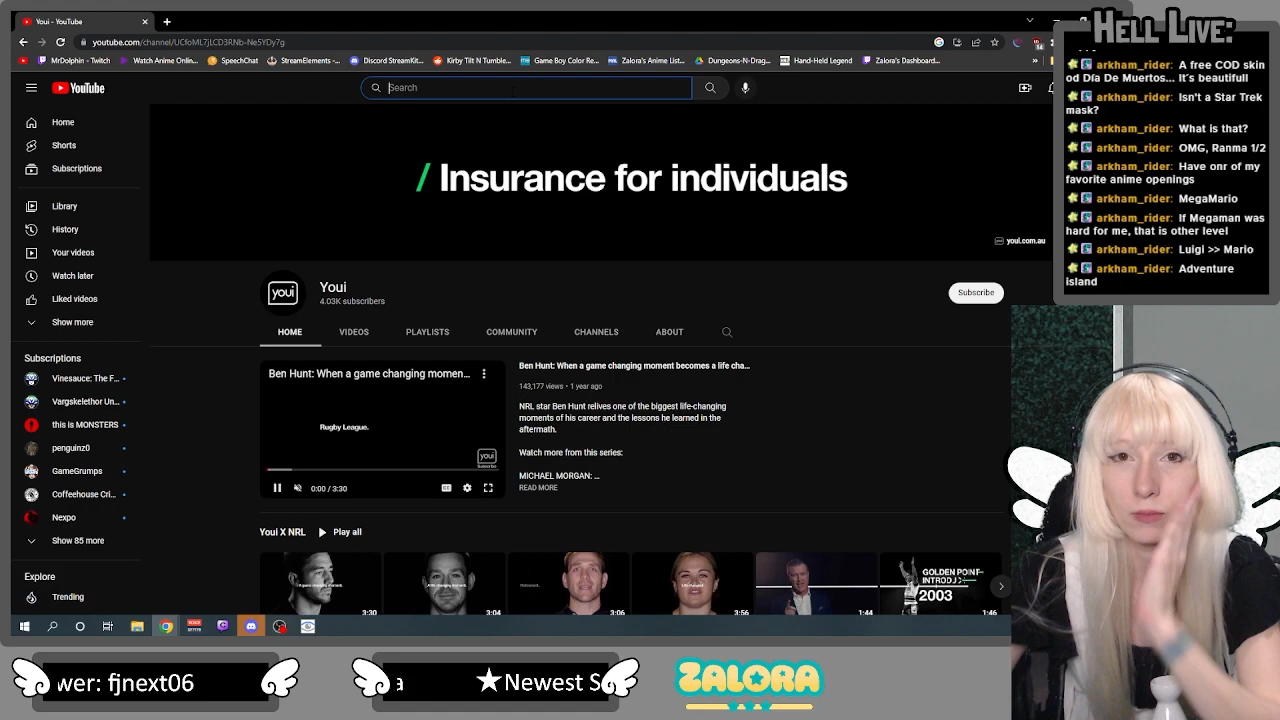 Youi - YouTube
youtube.com/channel/UCfoML7jLCD3RNb-Ne5YDy7g
MrDolphin - Twitch
Watch Anime Onlin...
SpeechChat
StreamElements -...
Discord StreamKit...
Kirby Tilt N Tumble...
Game Boy Color Re...
Zalora's Anime List...
Dungeons-N-Drag...
Hand-Held Legend
Zalora's Dashboard...
YouTube
Search
Home
Shorts
Subscriptions
Library
History
Your videos
Watch later
Liked videos
Show more
Subscriptions
Vinesauce: The F...
Vargskelethor Un...
this is MONSTERS
penguinz0
GameGrumps
Coffeehouse Cri...
Nexpo
Show 85 more
Explore
Trending
/ Insurance for individuals
youi youi.com.au
youi
Youi
4.03K subscribers
Subscribe
HOME
VIDEOS
PLAYLISTS
COMMUNITY
CHANNELS
ABOUT
Ben Hunt: When a game changing momen...
Rugby League.
youi
Subscribe
0:00 / 3:30
Ben Hunt: When a game changing moment becomes a life cha...
143,177 views • 1 year ago
NRL star Ben Hunt relives one of the biggest life-changing
moments of his career and the lessons he learned in the
aftermath.
Watch more from this series:
MICHAEL MORGAN: ...
READ MORE
Youi X NRL
Play all
3:30
3:04
3:06
3:56
1:44
GOLDEN POINT
INTRODU
2003
1:46
HELL LIVE:
arkham_rider: A free COD skin
od Día De Muertos... It's beautifull
arkham_rider: Isn't a Star Trek
mask?
arkham_rider: What is that?
arkham_rider: OMG, Ranma 1/2
arkham_rider: Have onr of my
favorite anime openings
arkham_rider: MegaMario
arkham_rider: If Megaman was
hard for me, that is other level
arkham_rider: Luigi >> Mario
arkham_rider: Adventure
island
wer: fjnext06
a ★Newest S
ZALORA